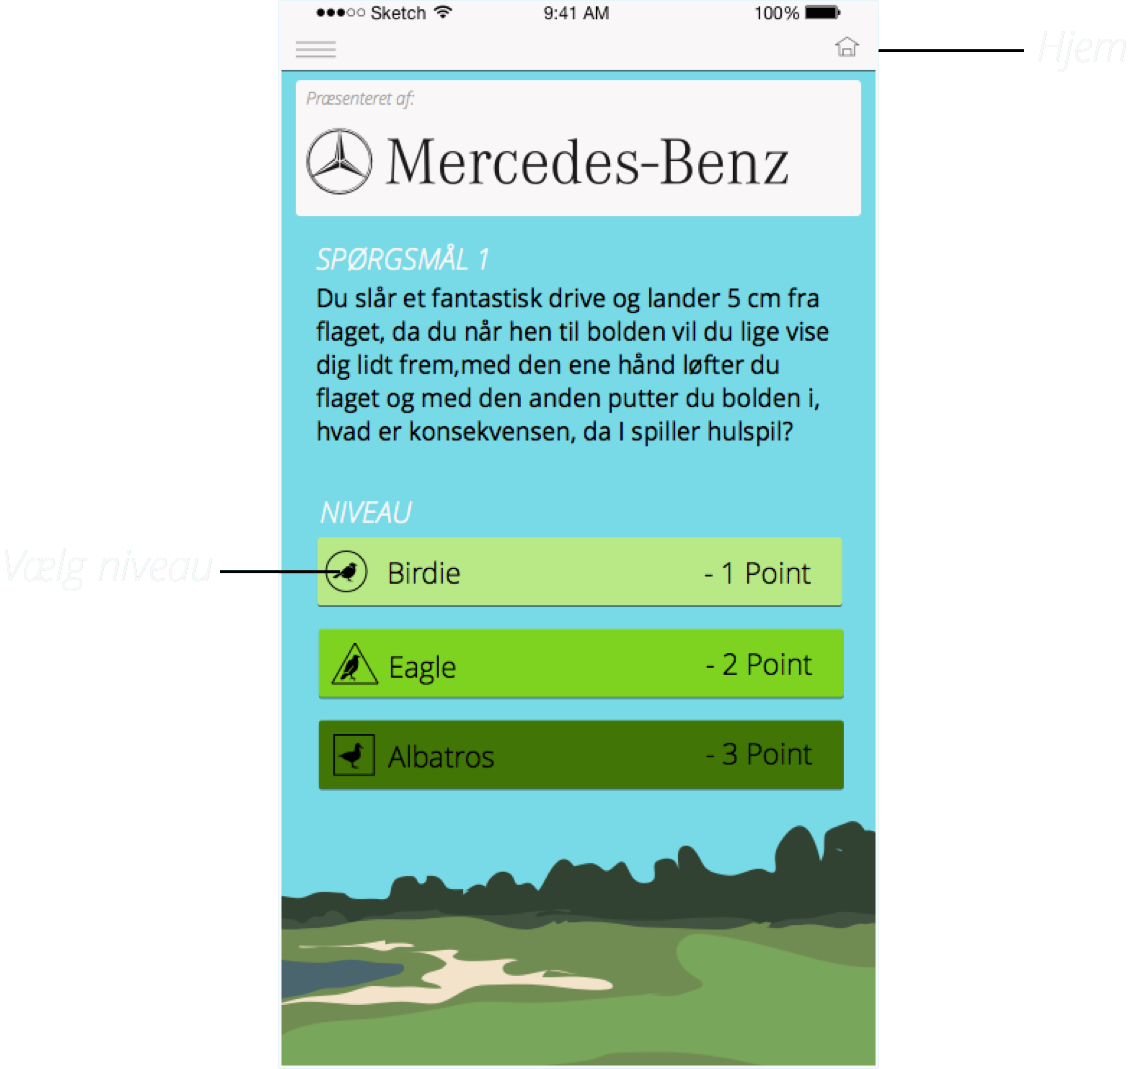 ●●●○○ Sketch 9:41 AM 100%
Hjem
Præsenteret af:
Mercedes-Benz
SPØRGSMÅL 1
Du slår et fantastisk drive og lander 5 cm fra
flaget, da du når hen til bolden vil du lige vise
dig lidt frem,med den ene hånd løfter du
flaget og med den anden putter du bolden i,
hvad er konsekvensen, da I spiller hulspil?
NIVEAU
Vælg niveau
Birdie - 1 Point
Eagle - 2 Point
Albatros - 3 Point